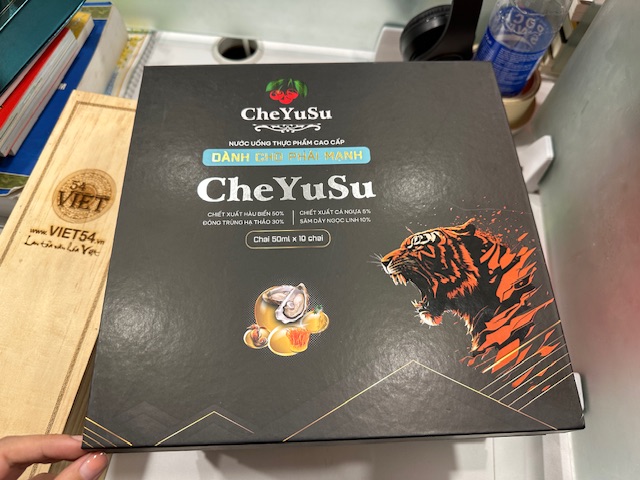 CheYuSu
NƯỚC UỐNG THỰC PHẨM CAO CẤP
DÀNH CHO PHÁI MẠNH
CheYuSu
CHIẾT XUẤT HÀU BIỂN 50%
ĐÔNG TRÙNG HẠ THẢO 30%
CHIẾT XUẤT CÁ NGỰA 5%
SÂM DÂY NGỌC LINH 10%
Chai 50ml x 10 chai
54
VIET
www.VIET54.vn